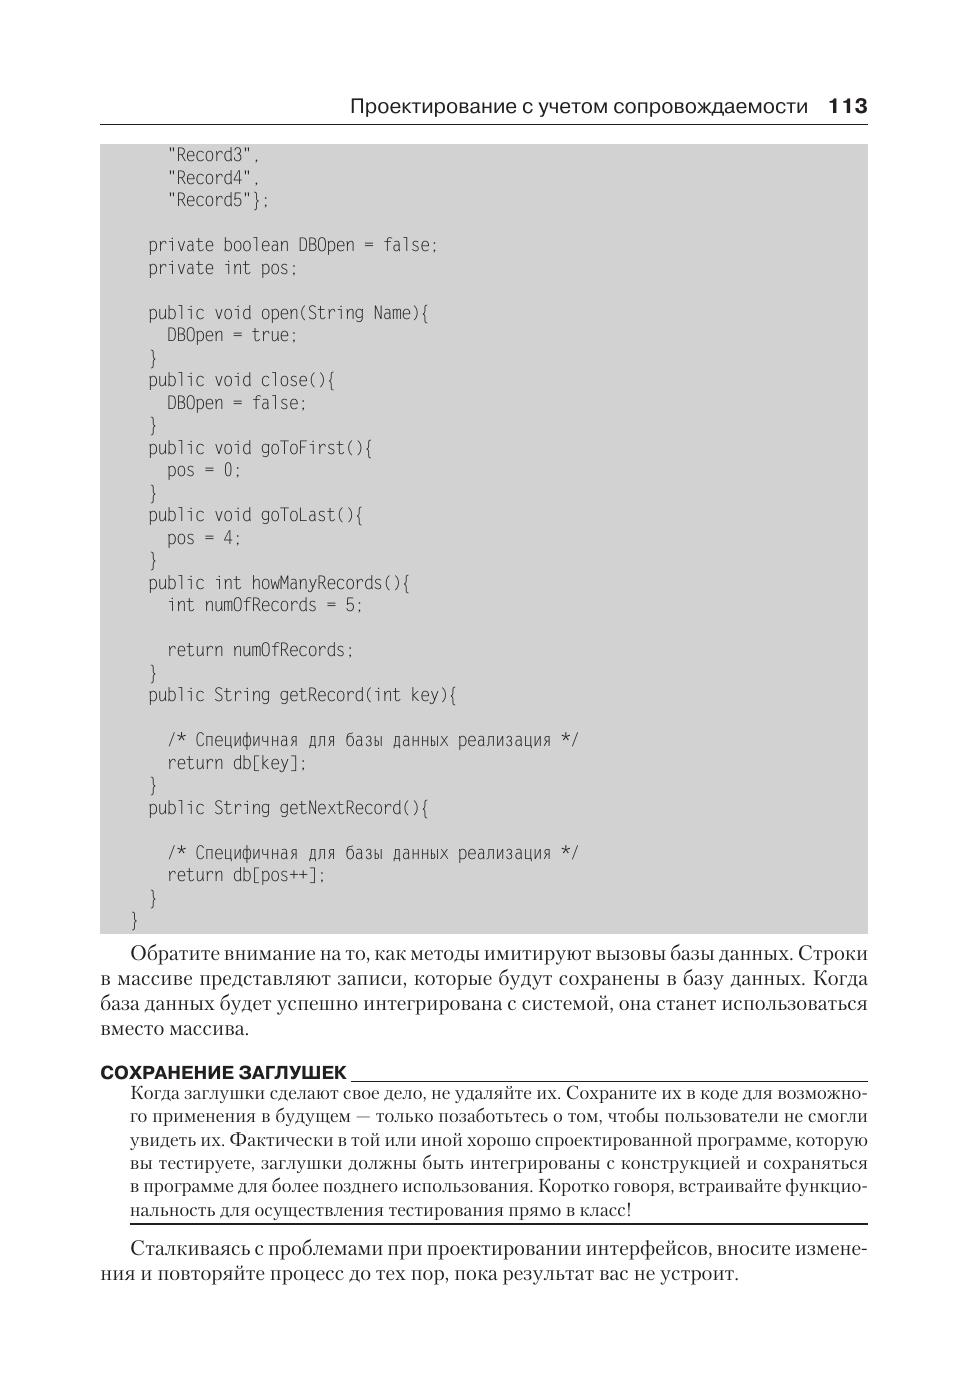 Проектирование с учетом сопровождаемости 113
"Record3",
"Record4",
"Record5"};
private boolean DBOpen = false;
private int pos;
public void open(String Name){
DBOpen = true;
}
public void close(){
DBOpen = false;
}
public void goToFirst(){
pos = 0;
}
public void goToLast(){
pos = 4;
}
public int howManyRecords(){
int numOfRecords = 5;
return numOfRecords;
}
public String getRecord(int key){
/* Специфичная для базы данных реализация */
return db[key];
}
public String getNextRecord(){
/* Специфичная для базы данных реализация */
return db[pos++];
}
}
Обратите внимание на то, как методы имитируют вызовы базы данных. Строки
в массиве представляют записи, которые будут сохранены в базу данных. Когда
база данных будет успешно интегрирована с системой, она станет использоваться
вместо массива.
СОХРАНЕНИЕ ЗАГЛУШЕК
Когда заглушки сделают свое дело, не удаляйте их. Сохраните их в коде для возможно-
го применения в будущем — только позаботьтесь о том, чтобы пользователи не смогли
увидеть их. Фактически в той или иной хорошо спроектированной программе, которую
вы тестируете, заглушки должны быть интегрированы с конструкцией и сохраняться
в программе для более позднего использования. Коротко говоря, встраивайте функцио-
нальность для осуществления тестирования прямо в класс!
Сталкиваясь с проблемами при проектировании интерфейсов, вносите измене-
ния и повторяйте процесс до тех пор, пока результат вас не устроит.